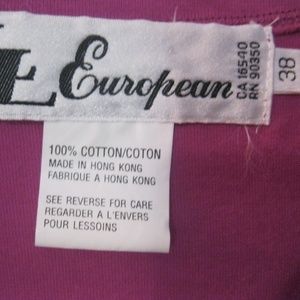 LE European
CA 16540
RN 90350
38
100% COTTON/COTON
MADE IN HONG KONG
FABRIQUE A HONG KONG
SEE REVERSE FOR CARE
REGARDER A L'ENVERS
POUR LESSOINS